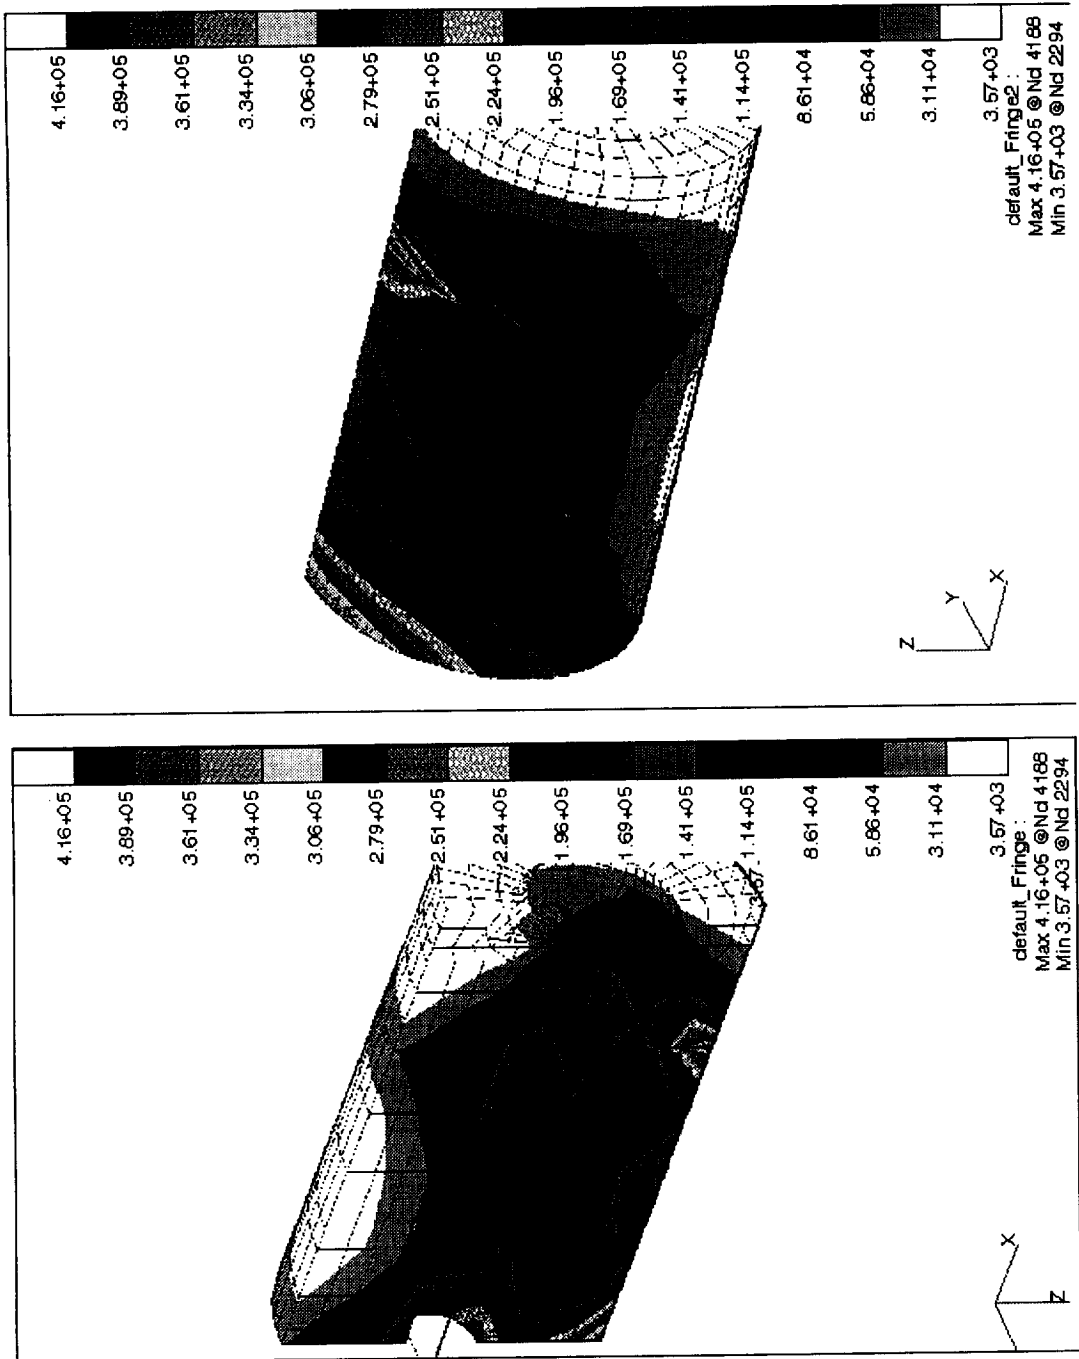 4.16+05
3.89+05
3.61+05
3.34+05
3.06+05
2.79+05
2.51+05
2.24+05
1.96+05
1.69+05
1.41+05
1.14+05
8.61+04
5.86+04
3.11+04
3.57+03
default_Fringe2 :
Max 4.16+05 @Nd 4188
Min 3.57+03 @Nd 2294
Z
Y
X
4.16+05
3.89+05
3.61+05
3.34+05
3.06+05
2.79+05
2.51+05
2.24+05
1.96+05
1.69+05
1.41+05
1.14+05
8.61+04
5.86+04
3.11+04
3.57+03
default_Fringe :
Max 4.16+05 @Nd 4188
Min 3.57+03 @Nd 2294
X
Z